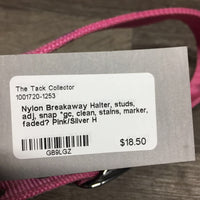 The Tack Collector
1001720-1253
Nylon Breakaway Halter, studs,
adj, snap *gc, clean, stains, marker,
faded? Pink/Silver H
$18.50
GB9LGZ